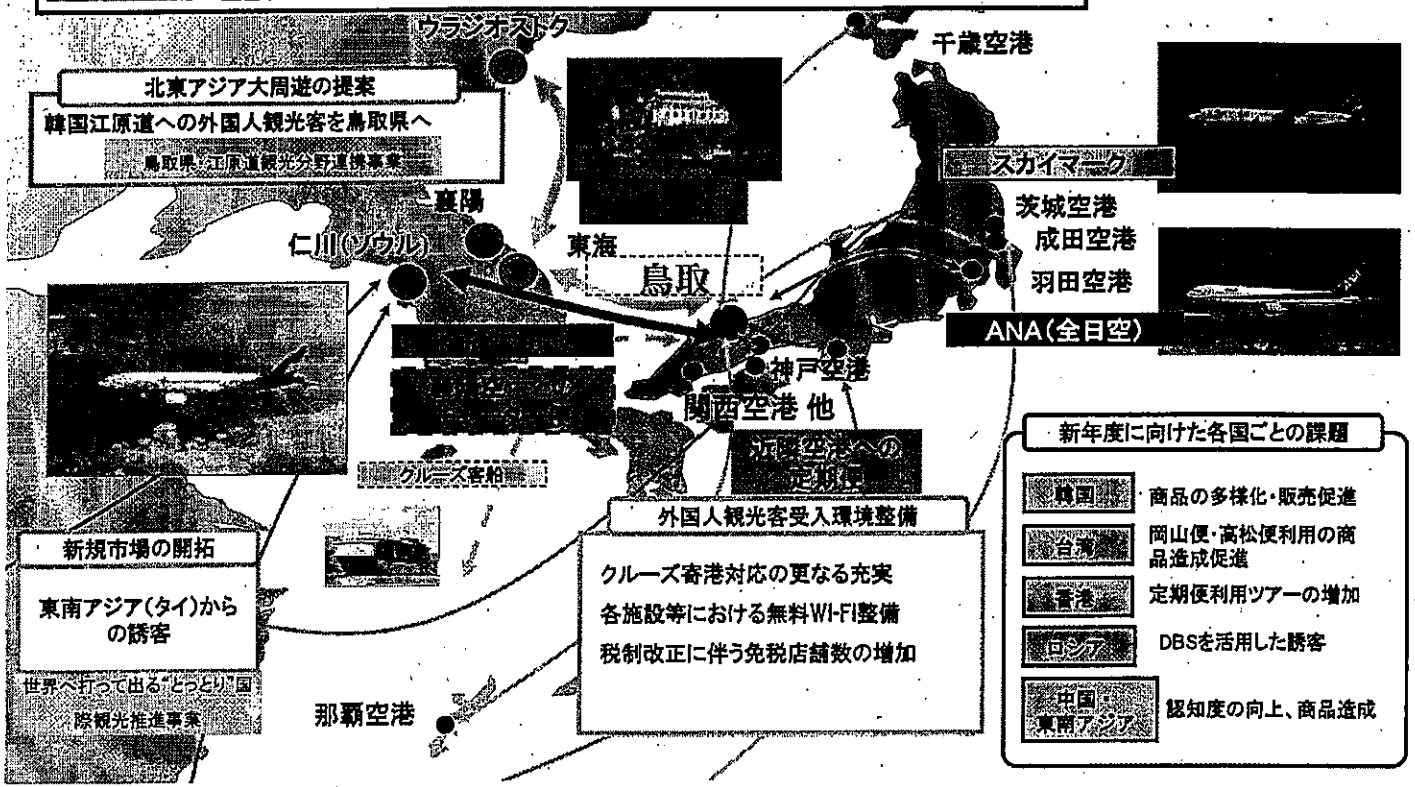 ウラジオストク
千歳空港
北東アジア大周遊の提案
韓国江原道への外国人観光客を鳥取県へ
鳥取県・江原道観光分野連携事業
スカイマーク
襄陽
茨城空港
仁川(ソウル)
東海
成田空港
鳥取
羽田空港
ANA(全日空)
神戸空港
関西空港 他
近隣空港への
定期便
クルーズ客船
新年度に向けた各国ごとの課題
韓国 商品の多様化・販売促進
台湾 岡山便・高松便利用の商
品造成促進
香港 定期便利用ツアーの増加
ロシア DBSを活用した誘客
中国
東南アジア 認知度の向上、商品造成
外国人観光客受入環境整備
クルーズ寄港対応の更なる充実
各施設等における無料WI-FI整備
税制改正に伴う免税店舗数の増加
新規市場の開拓
東南アジア(タイ)から
の誘客
世界へ打って出る"とっとり"国
際観光推進事業
那覇空港